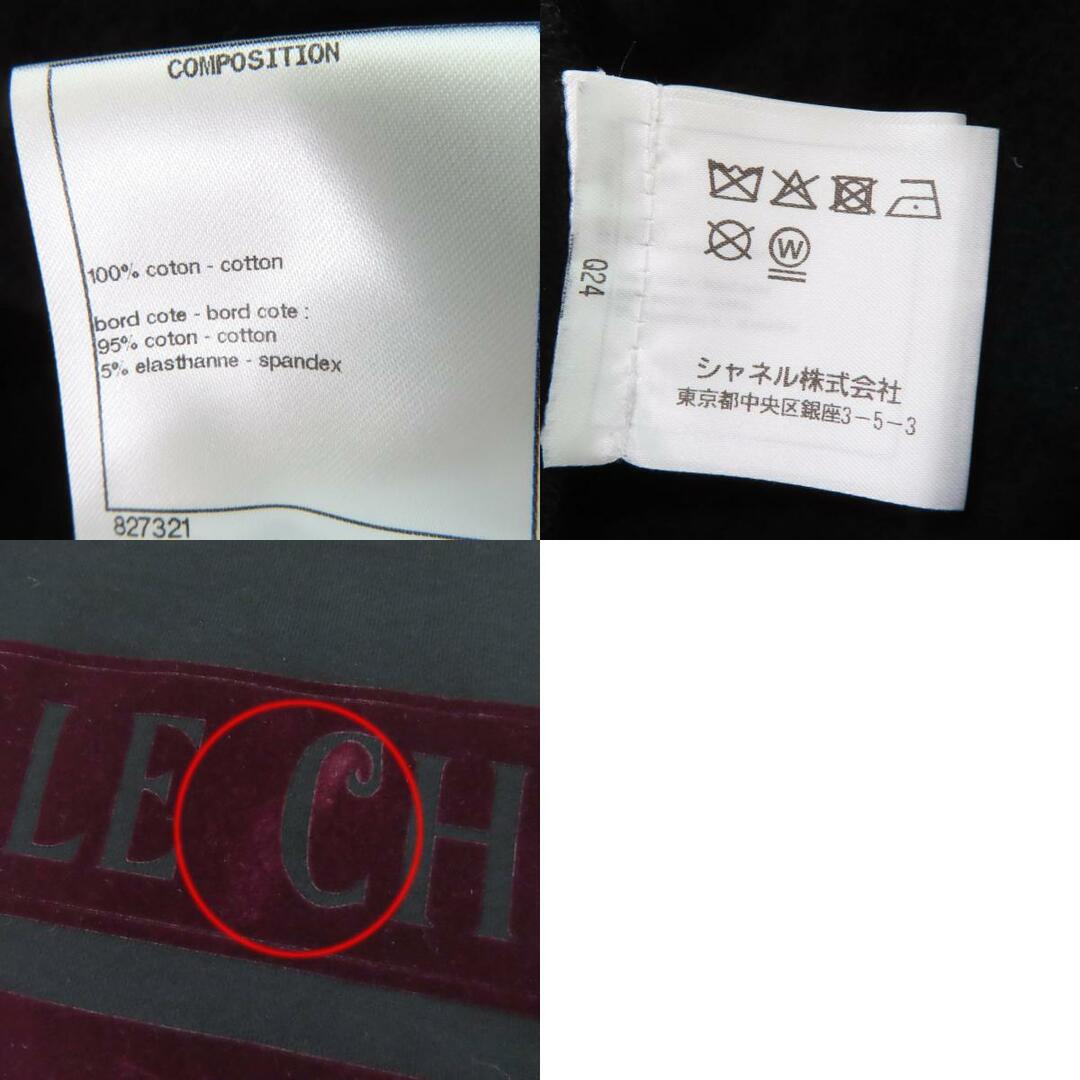 COMPOSITION
100% coton - cotton
bord cote - bord cote :
95% coton - cotton
5% elasthanne - spandex
827321
Q24
W
シャネル株式会社
東京都中央区銀座3-5-3
LE CH